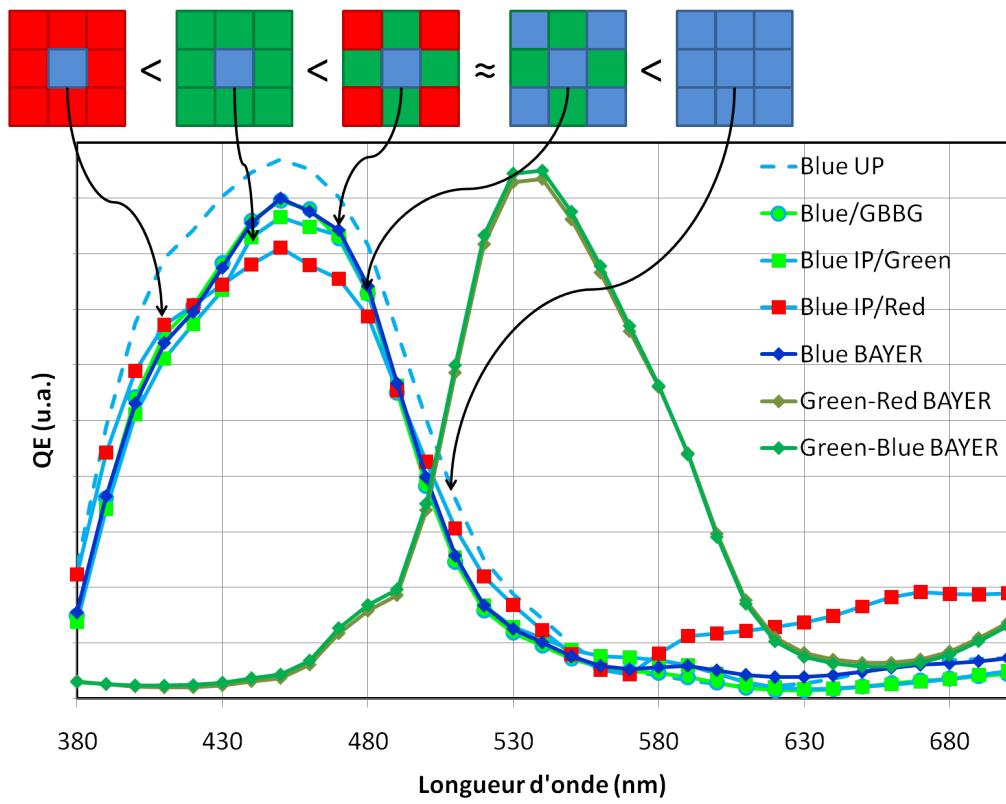 < < ≈ <
QE (u.a.)
Blue UP
Blue/GBBG
Blue IP/Green
Blue IP/Red
Blue BAYER
Green-Red BAYER
Green-Blue BAYER
380 430 480 530 580 630 680
Longueur d'onde (nm)